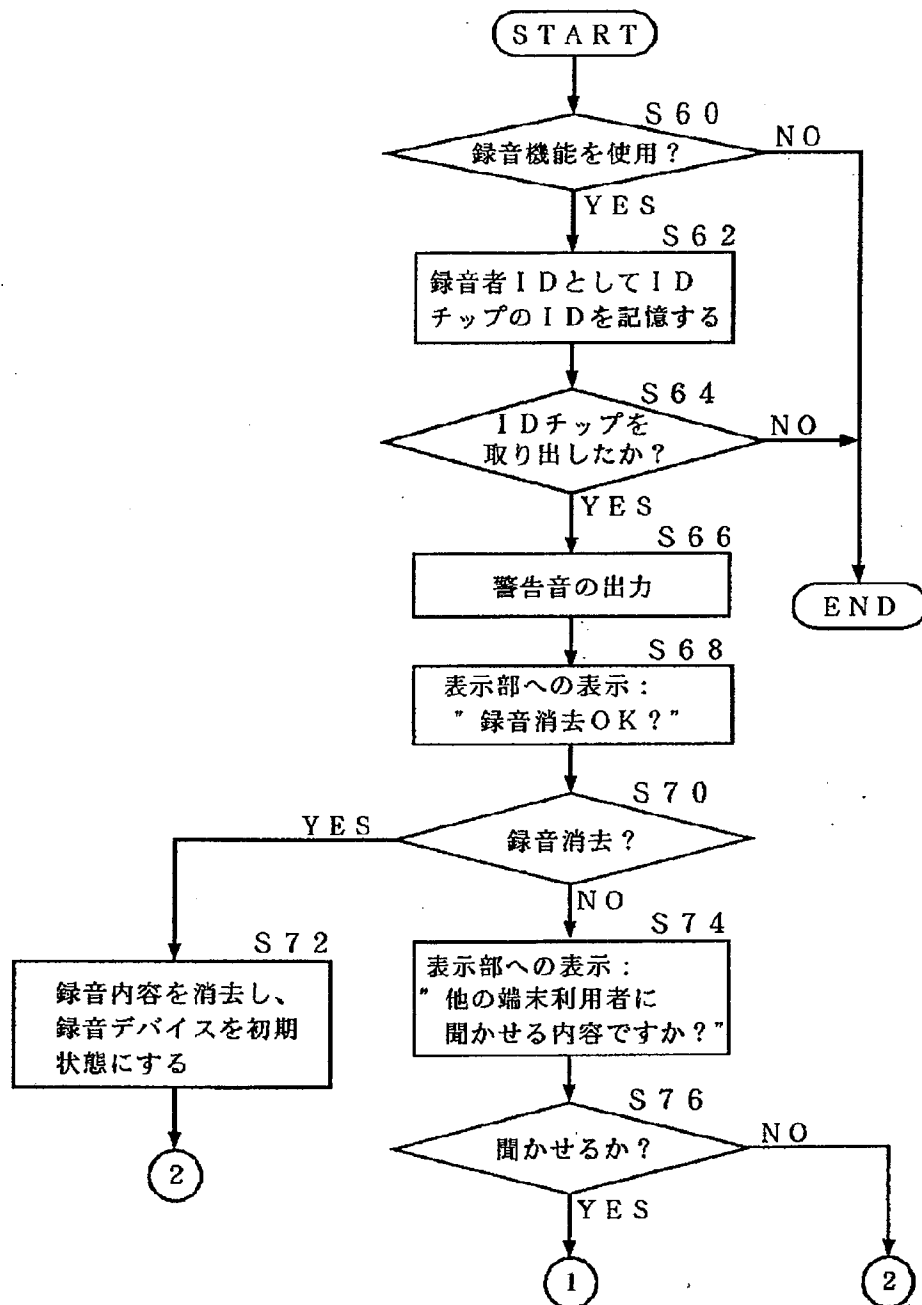 START
S60
録音機能を使用？
NO
YES
S62
録音者IDとしてID
チップのIDを記憶する
S64
IDチップを
取り出したか？
NO
YES
S66
警告音の出力
END
S68
表示部への表示：
”録音消去OK？”
S70
YES
録音消去？
NO
S72
S74
録音内容を消去し、
録音デバイスを初期
状態にする
表示部への表示：
”他の端末利用者に
聞かせる内容ですか？”
S76
聞かせるか？
NO
2
YES
1
2